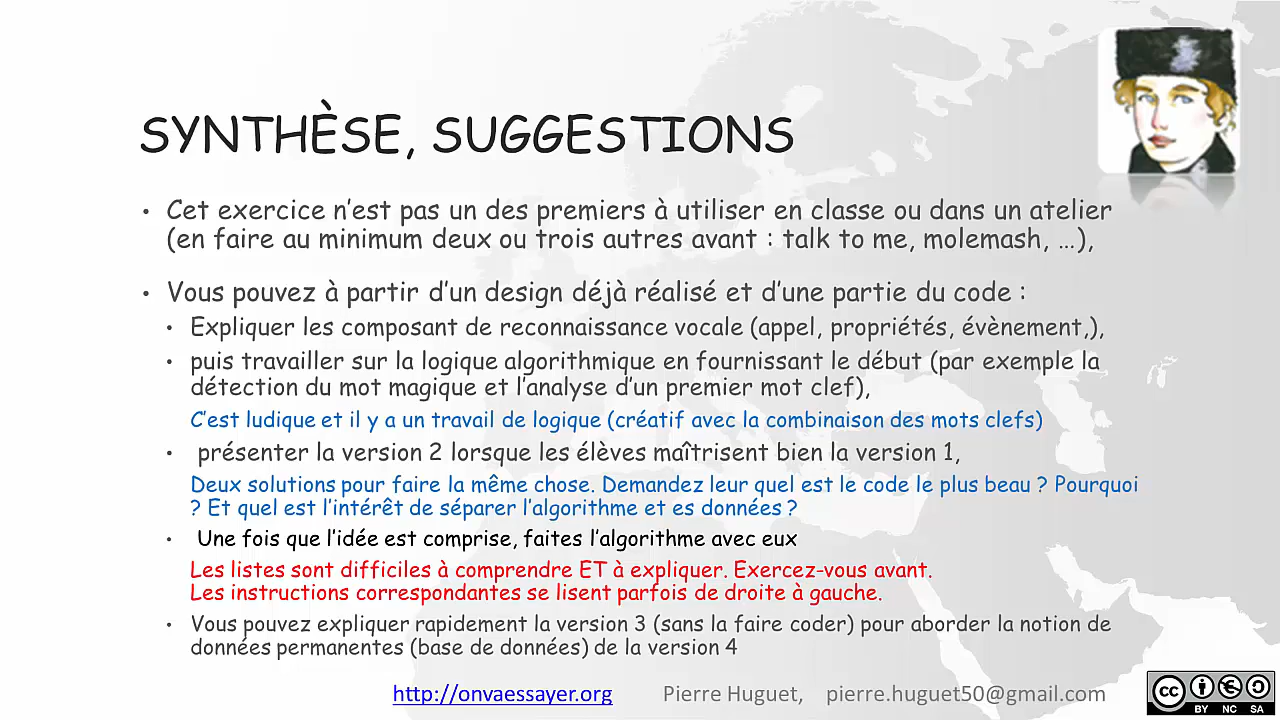 SYNTHÈSE, SUGGESTIONS
• Cet exercice n'est pas un des premiers à utiliser en classe ou dans un atelier
(en faire au minimum deux ou trois autres avant : talk to me, molemash, …),
• Vous pouvez à partir d'un design déjà réalisé et d'une partie du code :
• Expliquer les composant de reconnaissance vocale (appel, propriétés, évènement,),
• puis travailler sur la logique algorithmique en fournissant le début (par exemple la
détection du mot magique et l'analyse d'un premier mot clef),
C'est ludique et il y a un travail de logique (créatif avec la combinaison des mots clefs)
• présenter la version 2 lorsque les élèves maîtrisent bien la version 1,
Deux solutions pour faire la même chose. Demandez leur quel est le code le plus beau ? Pourquoi
? Et quel est l'intérêt de séparer l'algorithme et es données ?
• Une fois que l'idée est comprise, faites l'algorithme avec eux
Les listes sont difficiles à comprendre ET à expliquer. Exercez-vous avant.
Les instructions correspondantes se lisent parfois de droite à gauche.
• Vous pouvez expliquer rapidement la version 3 (sans la faire coder) pour aborder la notion de
données permanentes (base de données) de la version 4
http://onvaessayer.org Pierre Huguet, pierre.huguet50@gmail.com
CC BY NC SA